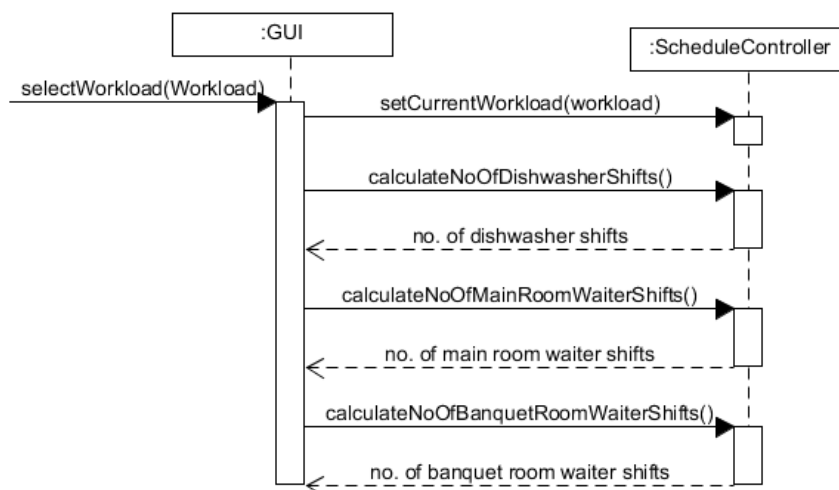 :GUI
:ScheduleController
selectWorkload(Workload)
setCurrentWorkload(workload)
calculateNoOfDishwasherShifts()
no. of dishwasher shifts
calculateNoOfMainRoomWaiterShifts()
no. of main room waiter shifts
calculateNoOfBanquetRoomWaiterShifts()
no. of banquet room waiter shifts